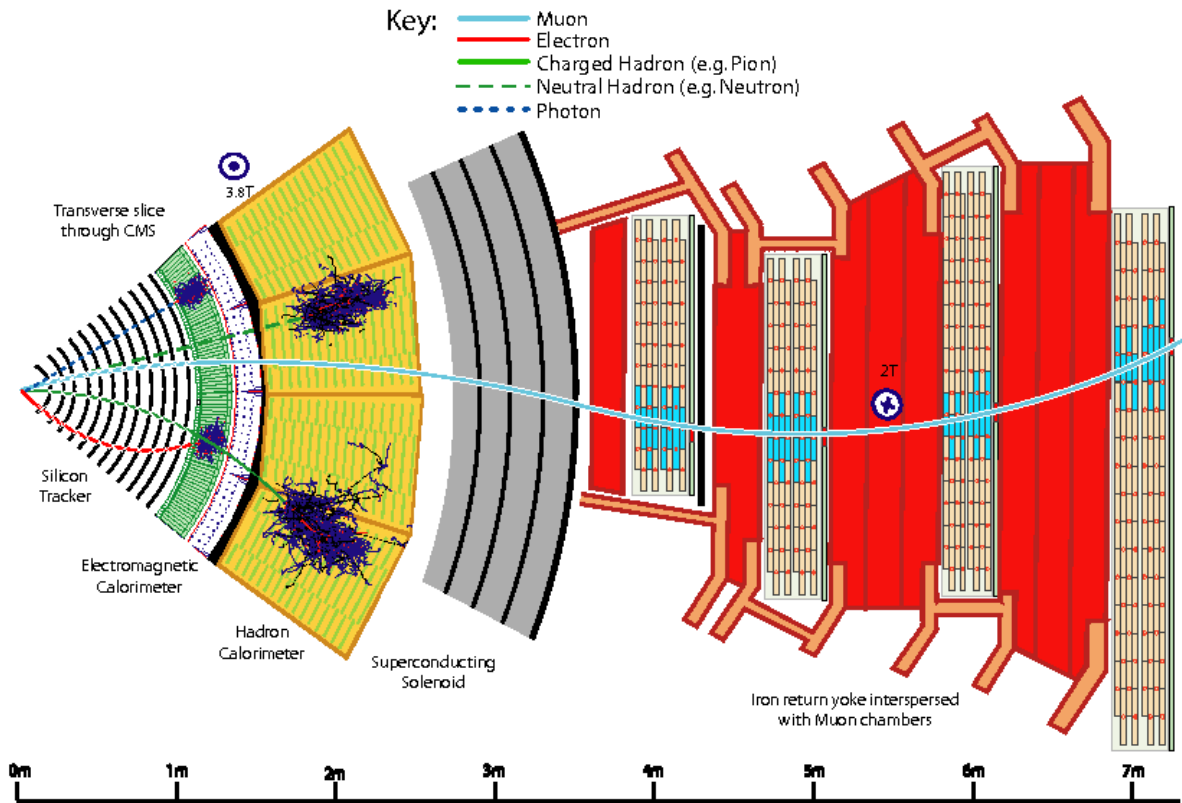 Key:
Muon
Electron
Charged Hadron (e.g. Pion)
Neutral Hadron (e.g. Neutron)
Photon
3.8T
Transverse slice
through CMS
2T
Silicon
Tracker
Electromagnetic
Calorimeter
Hadron
Calorimeter
Superconducting
Solenoid
Iron return yoke interspersed
with Muon chambers
0m 1m 2m 3m 4m 5m 6m 7m